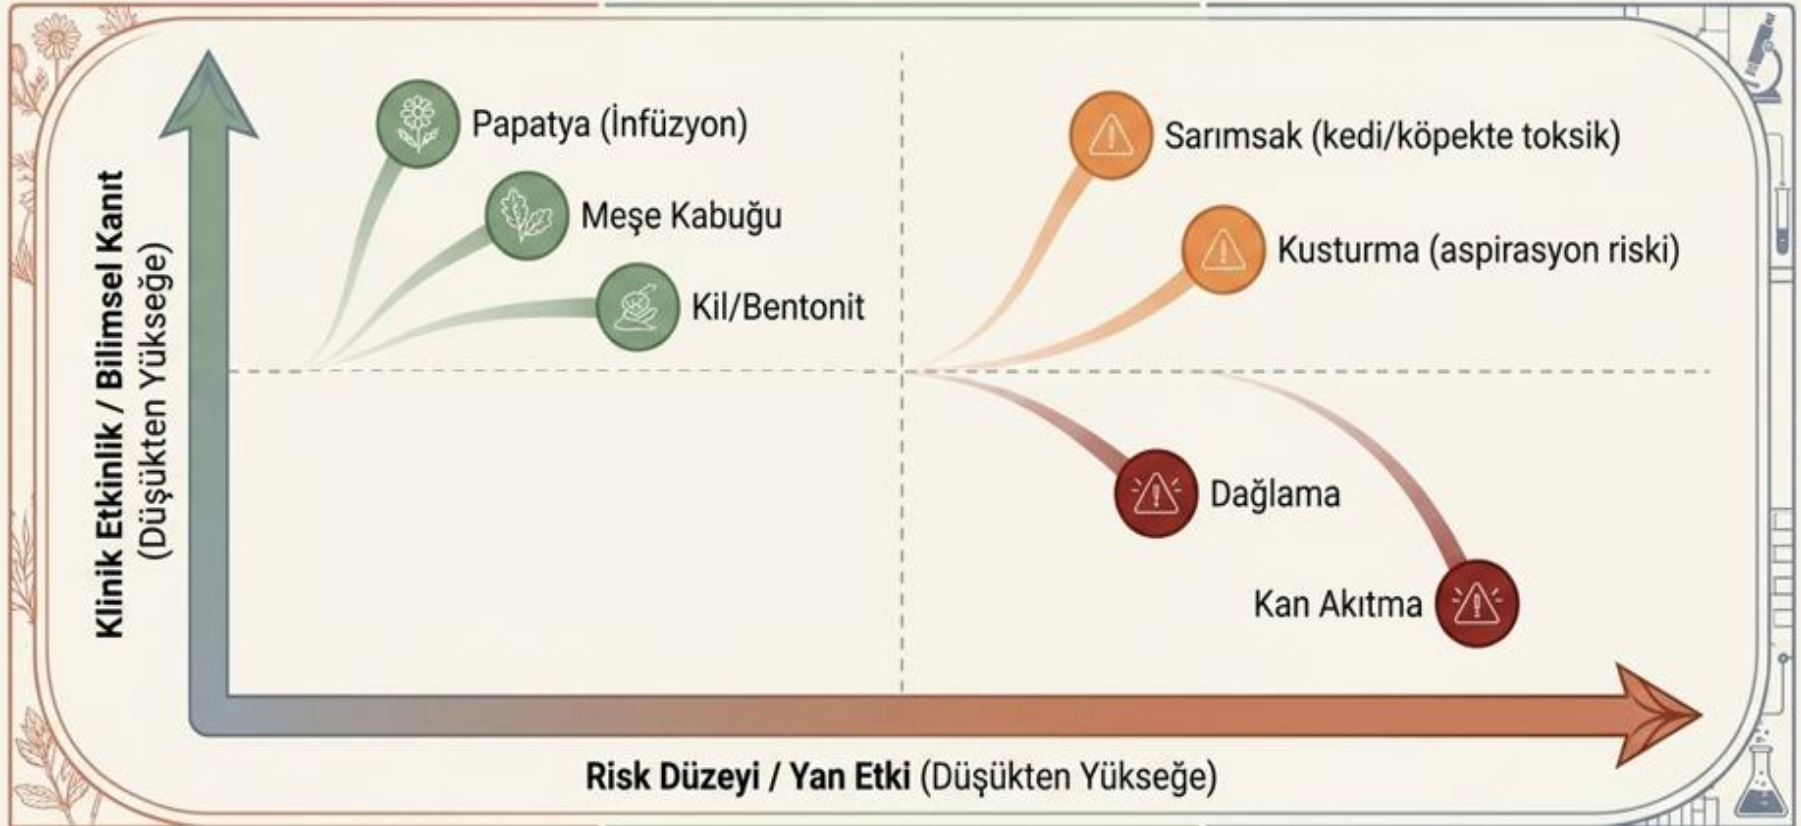 Klinik Etkinlik / Bilimsel Kanıt
(Düşükten Yükseğe)
Papatya (İnfüzyon)
Meşe Kabuğu
Kil/Bentonit
Sarımsak (kedi/köpekte toksik)
Kusturma (aspirasyon riski)
Dağlama
Kan Akıtma
Risk Düzeyi / Yan Etki (Düşükten Yükseğe)